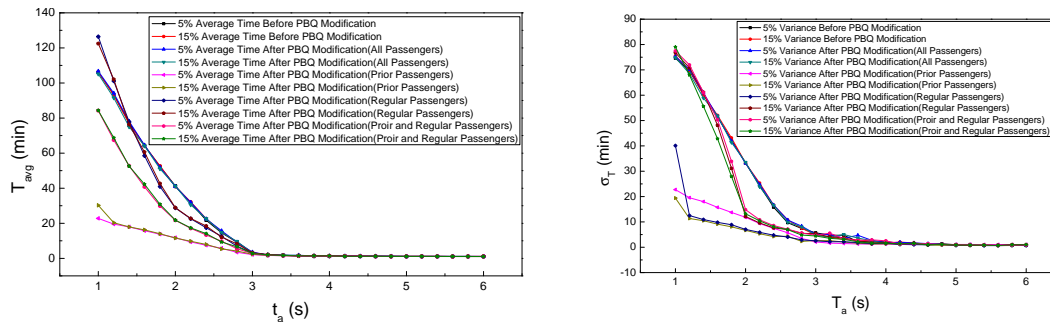 5% Average Time Before PBQ Modification
15% Average Time Before PBQ Modification
5% Average Time After PBQ Modification(All Passengers)
15% Average Time After PBQ Modification(All Passengers)
5% Average Time After PBQ Modification(Prior Passengers)
15% Average Time After PBQ Modification(Prior Passengers)
5% Average Time After PBQ Modification(Regular Passengers)
15% Average Time After PBQ Modification(Regular Passengers)
5% Average Time After PBQ Modification(Proir and Regular Passengers)
15% Average Time After PBQ Modification(Proir and Regular Passengers)
140
120
100
80
60
40
20
0
T_avg (min)
1 2 3 4 5 6
t_a (s)
5% Variance Before PBQ Modification
15% Variance Before PBQ Modification
5% Variance After PBQ Modification(All Passengers)
15% Variance After PBQ Modification(All Passengers)
5% Variance After PBQ Modification(Prior Passengers)
15% Variance After PBQ Modification(Prior Passengers)
5% Variance After PBQ Modification(Regular Passengers)
15% Variance After PBQ Modification(Regular Passengers)
5% Variance After PBQ Modification(Proir and Regular Passengers)
15% Variance After PBQ Modification(Proir and Regular Passengers)
90
80
70
60
50
40
30
20
10
0
-10
σ_T (min)
1 2 3 4 5 6
T_a (s)